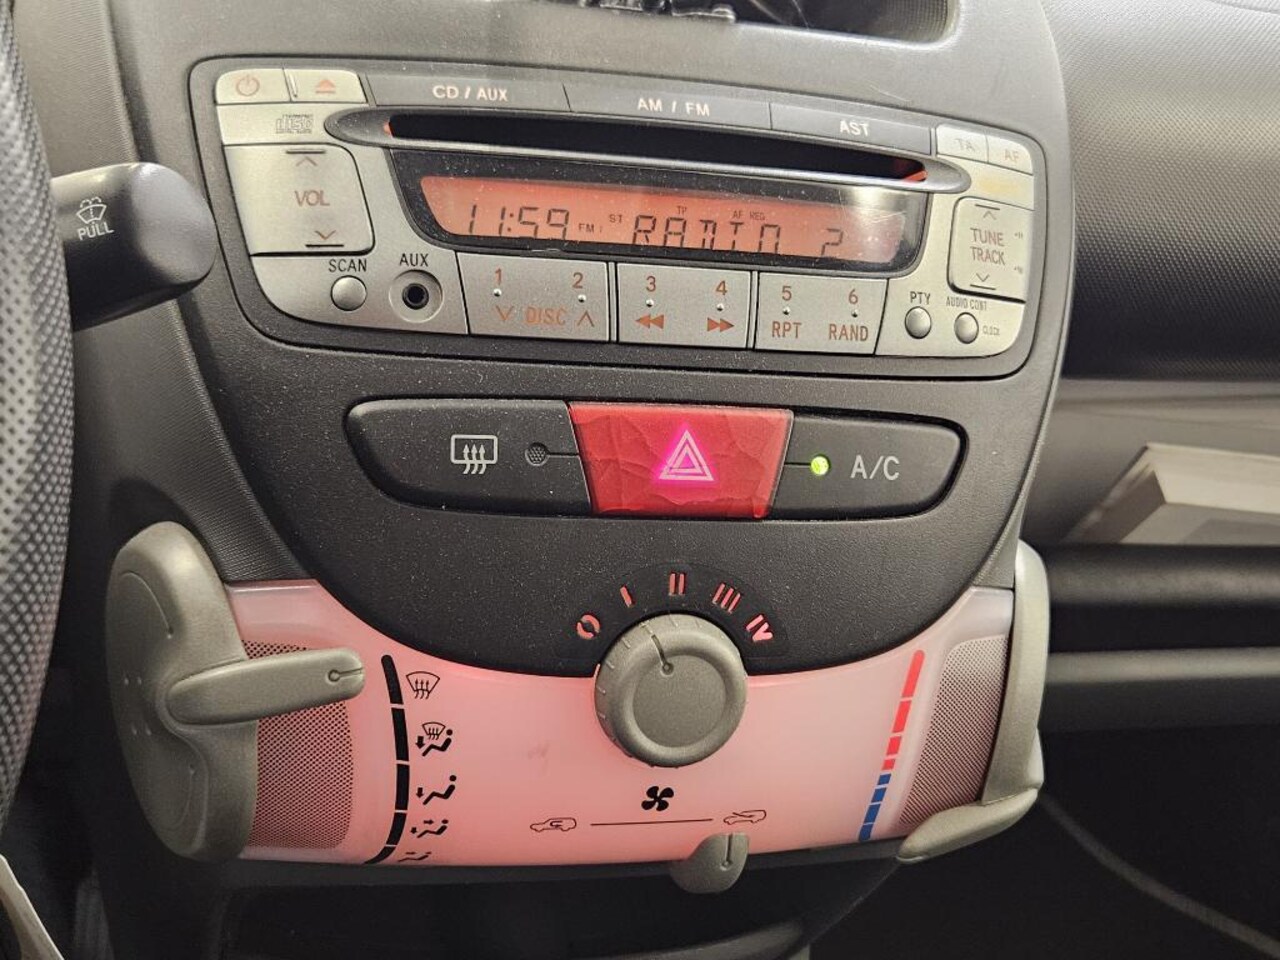 CD / AUX
AM / FM
AST
TA
AF
DISC
VOL
PULL
11:59 FM I ST RADIO 2
TP
AF REG
TUNE
TRACK
SCAN
AUX
1
2
3
4
5
6
DISC
RPT
RAND
PTY
AUDIO CONT
CLOCK
A/C
0
I
II
III
IV